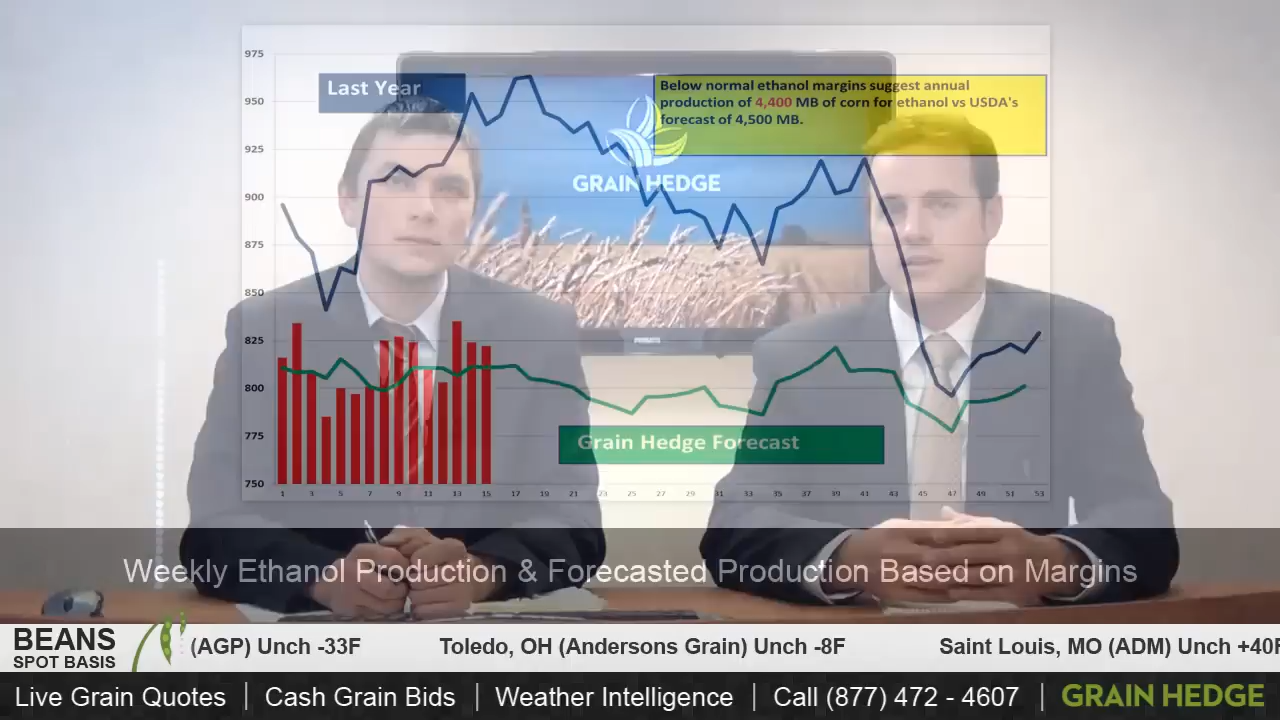 975
950
925
900
875
850
825
800
775
750
Last Year
Below normal ethanol margins suggest annual
production of 4,400 MB of corn for ethanol vs USDA's
forecast of 4,500 MB.
GRAIN HEDGE
Grain Hedge Forecast
1 3 5 7 9 11 13 15 17 19 21 23 25 27 29 31 33 35 37 39 41 43 45 47 49 51 53
Weekly Ethanol Production & Forecasted Production Based on Margins
BEANS
SPOT BASIS
(AGP) Unch -33F Toledo, OH (Andersons Grain) Unch -8F Saint Louis, MO (ADM) Unch +40F
Live Grain Quotes | Cash Grain Bids | Weather Intelligence | Call (877) 472 - 4607 | GRAIN HEDGE